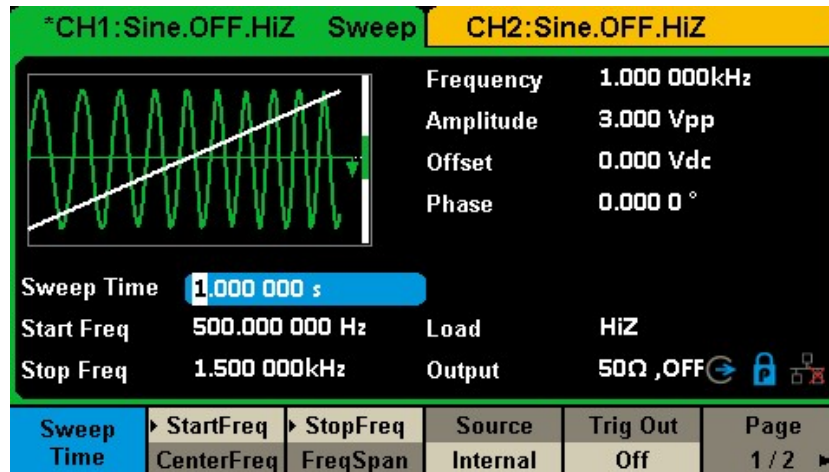 *CH1:Sine.OFF.HiZ Sweep CH2:Sine.OFF.HiZ
Frequency 1.000 000kHz
Amplitude 3.000 Vpp
Offset 0.000 Vdc
Phase 0.000 0 °
Sweep Time 1.000 000 s
Start Freq 500.000 000 Hz Load HiZ
Stop Freq 1.500 000kHz Output 50Ω ,OFF P
Sweep Time StartFreq CenterFreq StopFreq FreqSpan Source Internal Trig Out Off Page 1 / 2